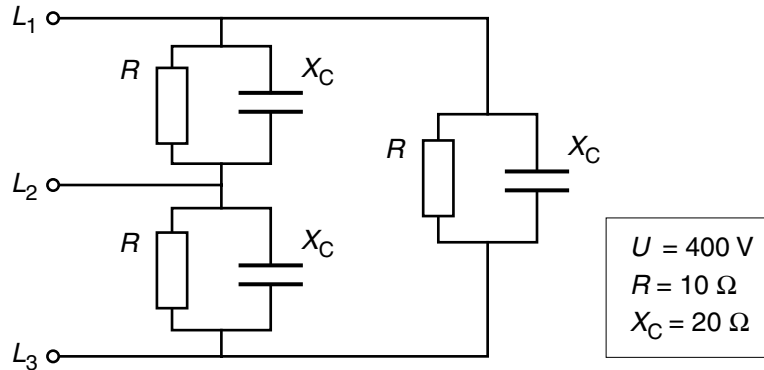 L1
R
XC
R
XC
L2
R
XC
L3
U = 400 V
R = 10 Ω
XC = 20 Ω